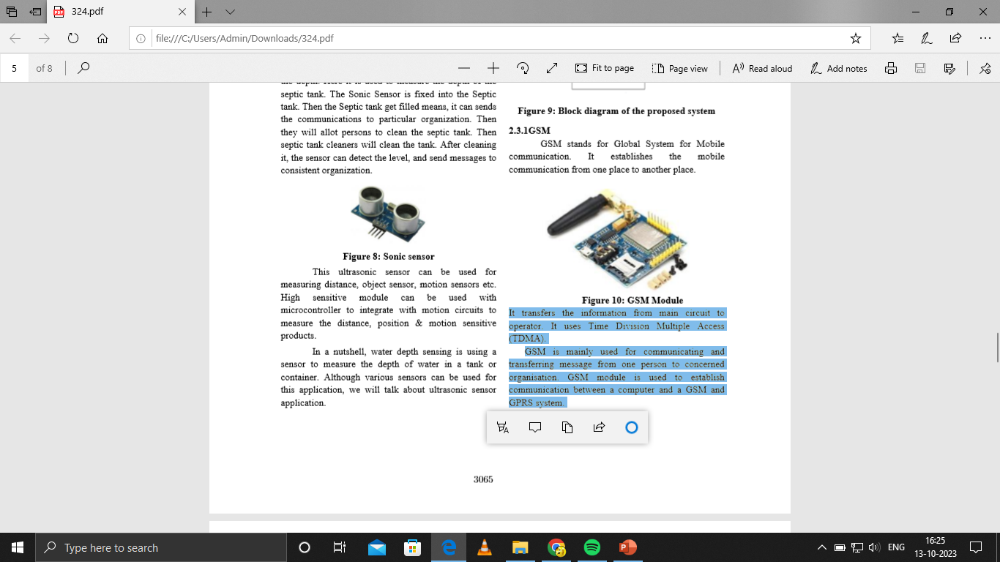 324.pdf
file:///C:/Users/Admin/Downloads/324.pdf
5 of 8
Fit to page
Page view
Read aloud
Add notes
septic tank. The Sonic Sensor is fixed into the Septic
tank. Then the Septic tank get filled means, it can sends
the communications to particular organization. Then
they will allot persons to clean the septic tank. Then
septic tank cleaners will clean the tank. After cleaning
it, the sensor can detect the level, and send messages to
consistent organization.
Figure 8: Sonic sensor
This ultrasonic sensor can be used for
measuring distance, object sensor, motion sensors etc.
High sensitive module can be used with
microcontroller to integrate with motion circuits to
measure the distance, position & motion sensitive
products.
In a nutshell, water depth sensing is using a
sensor to measure the depth of water in a tank or
container. Although various sensors can be used for
this application, we will talk about ultrasonic sensor
application.
Figure 9: Block diagram of the proposed system
2.3.1GSM
GSM stands for Global System for Mobile
communication. It establishes the mobile
communication from one place to another place.
Figure 10: GSM Module
It transfers the information from main circuit to
operator. It uses Time Division Multiple Access
(TDMA).
GSM is mainly used for communicating and
transferring message from one person to concerned
organisation. GSM module is used to establish
communication between a computer and a GSM and
GPRS system.
3065
Type here to search
ENG
16:25
13-10-2023